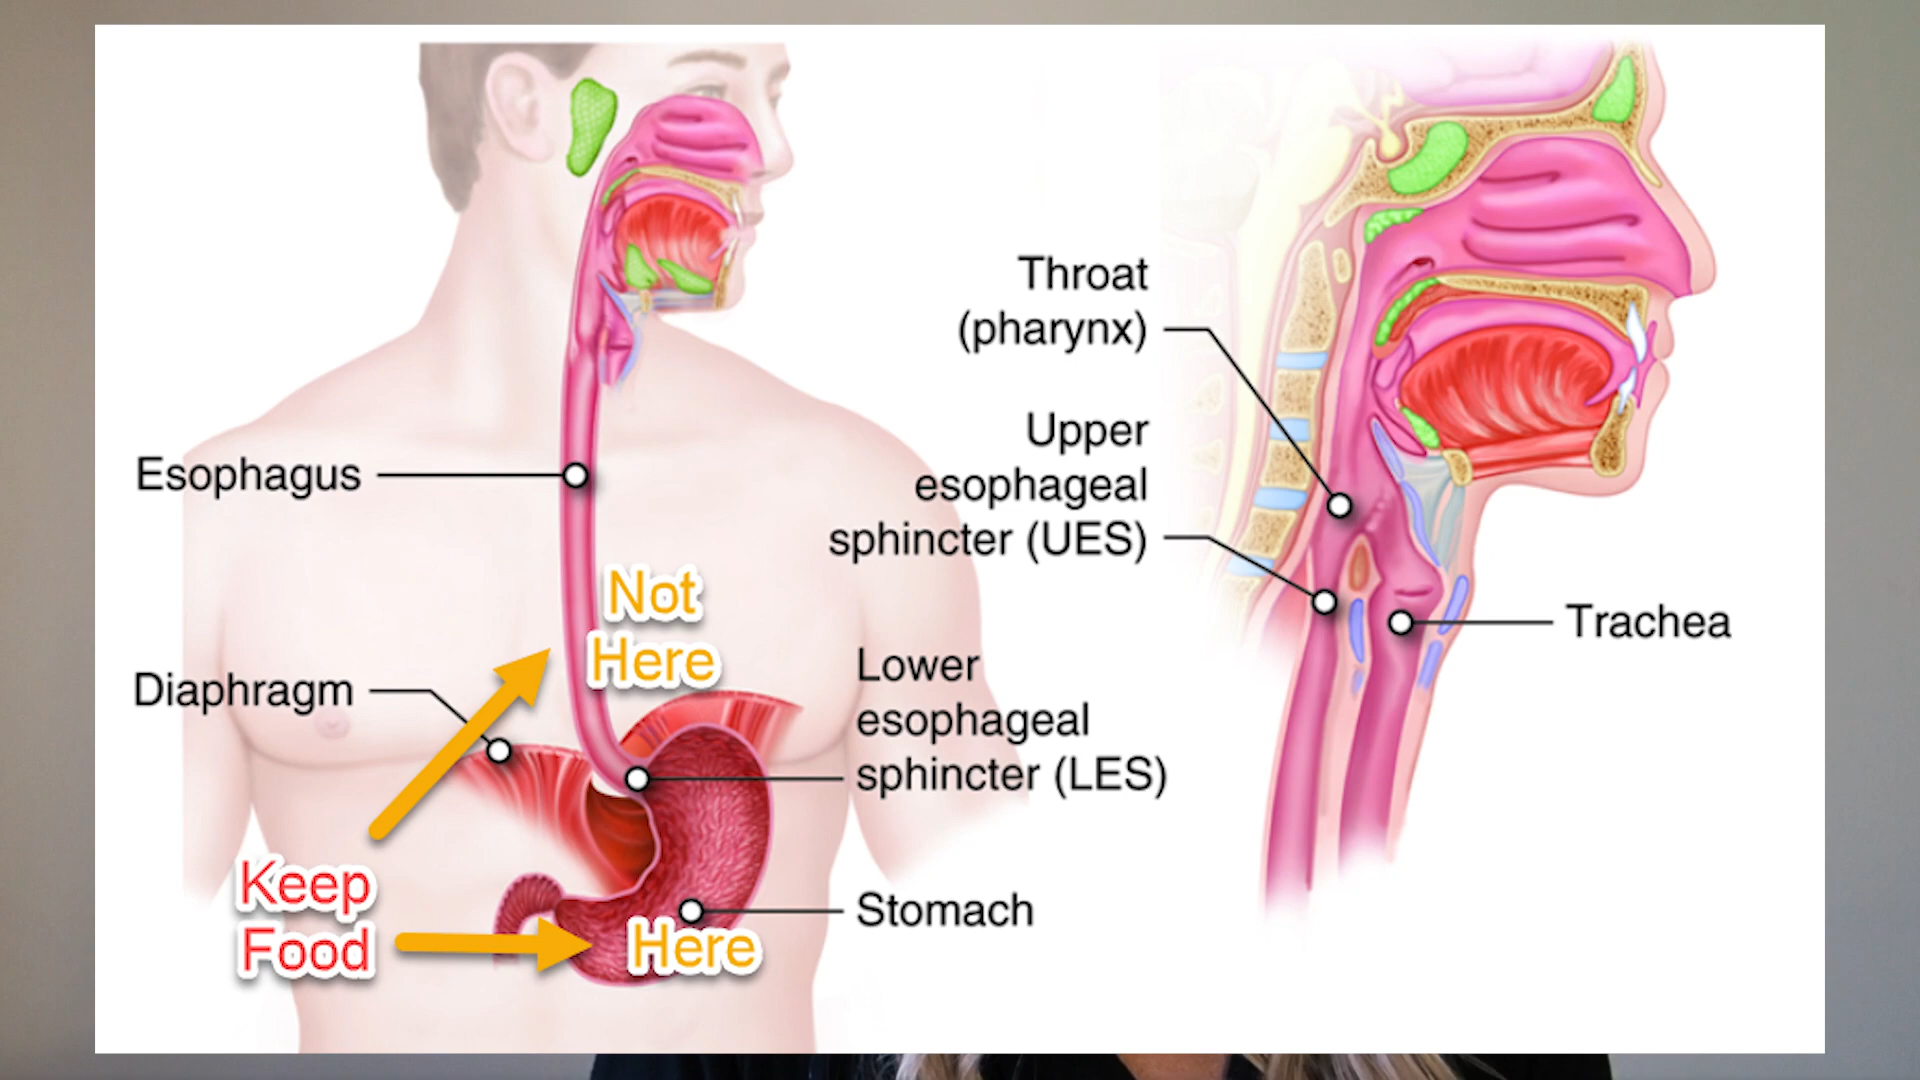 Throat
(pharynx)
Upper
esophageal
sphincter (UES)
Esophagus
Not
Here
Trachea
Diaphragm
Lower
esophageal
sphincter (LES)
Keep
Food
Here
Stomach